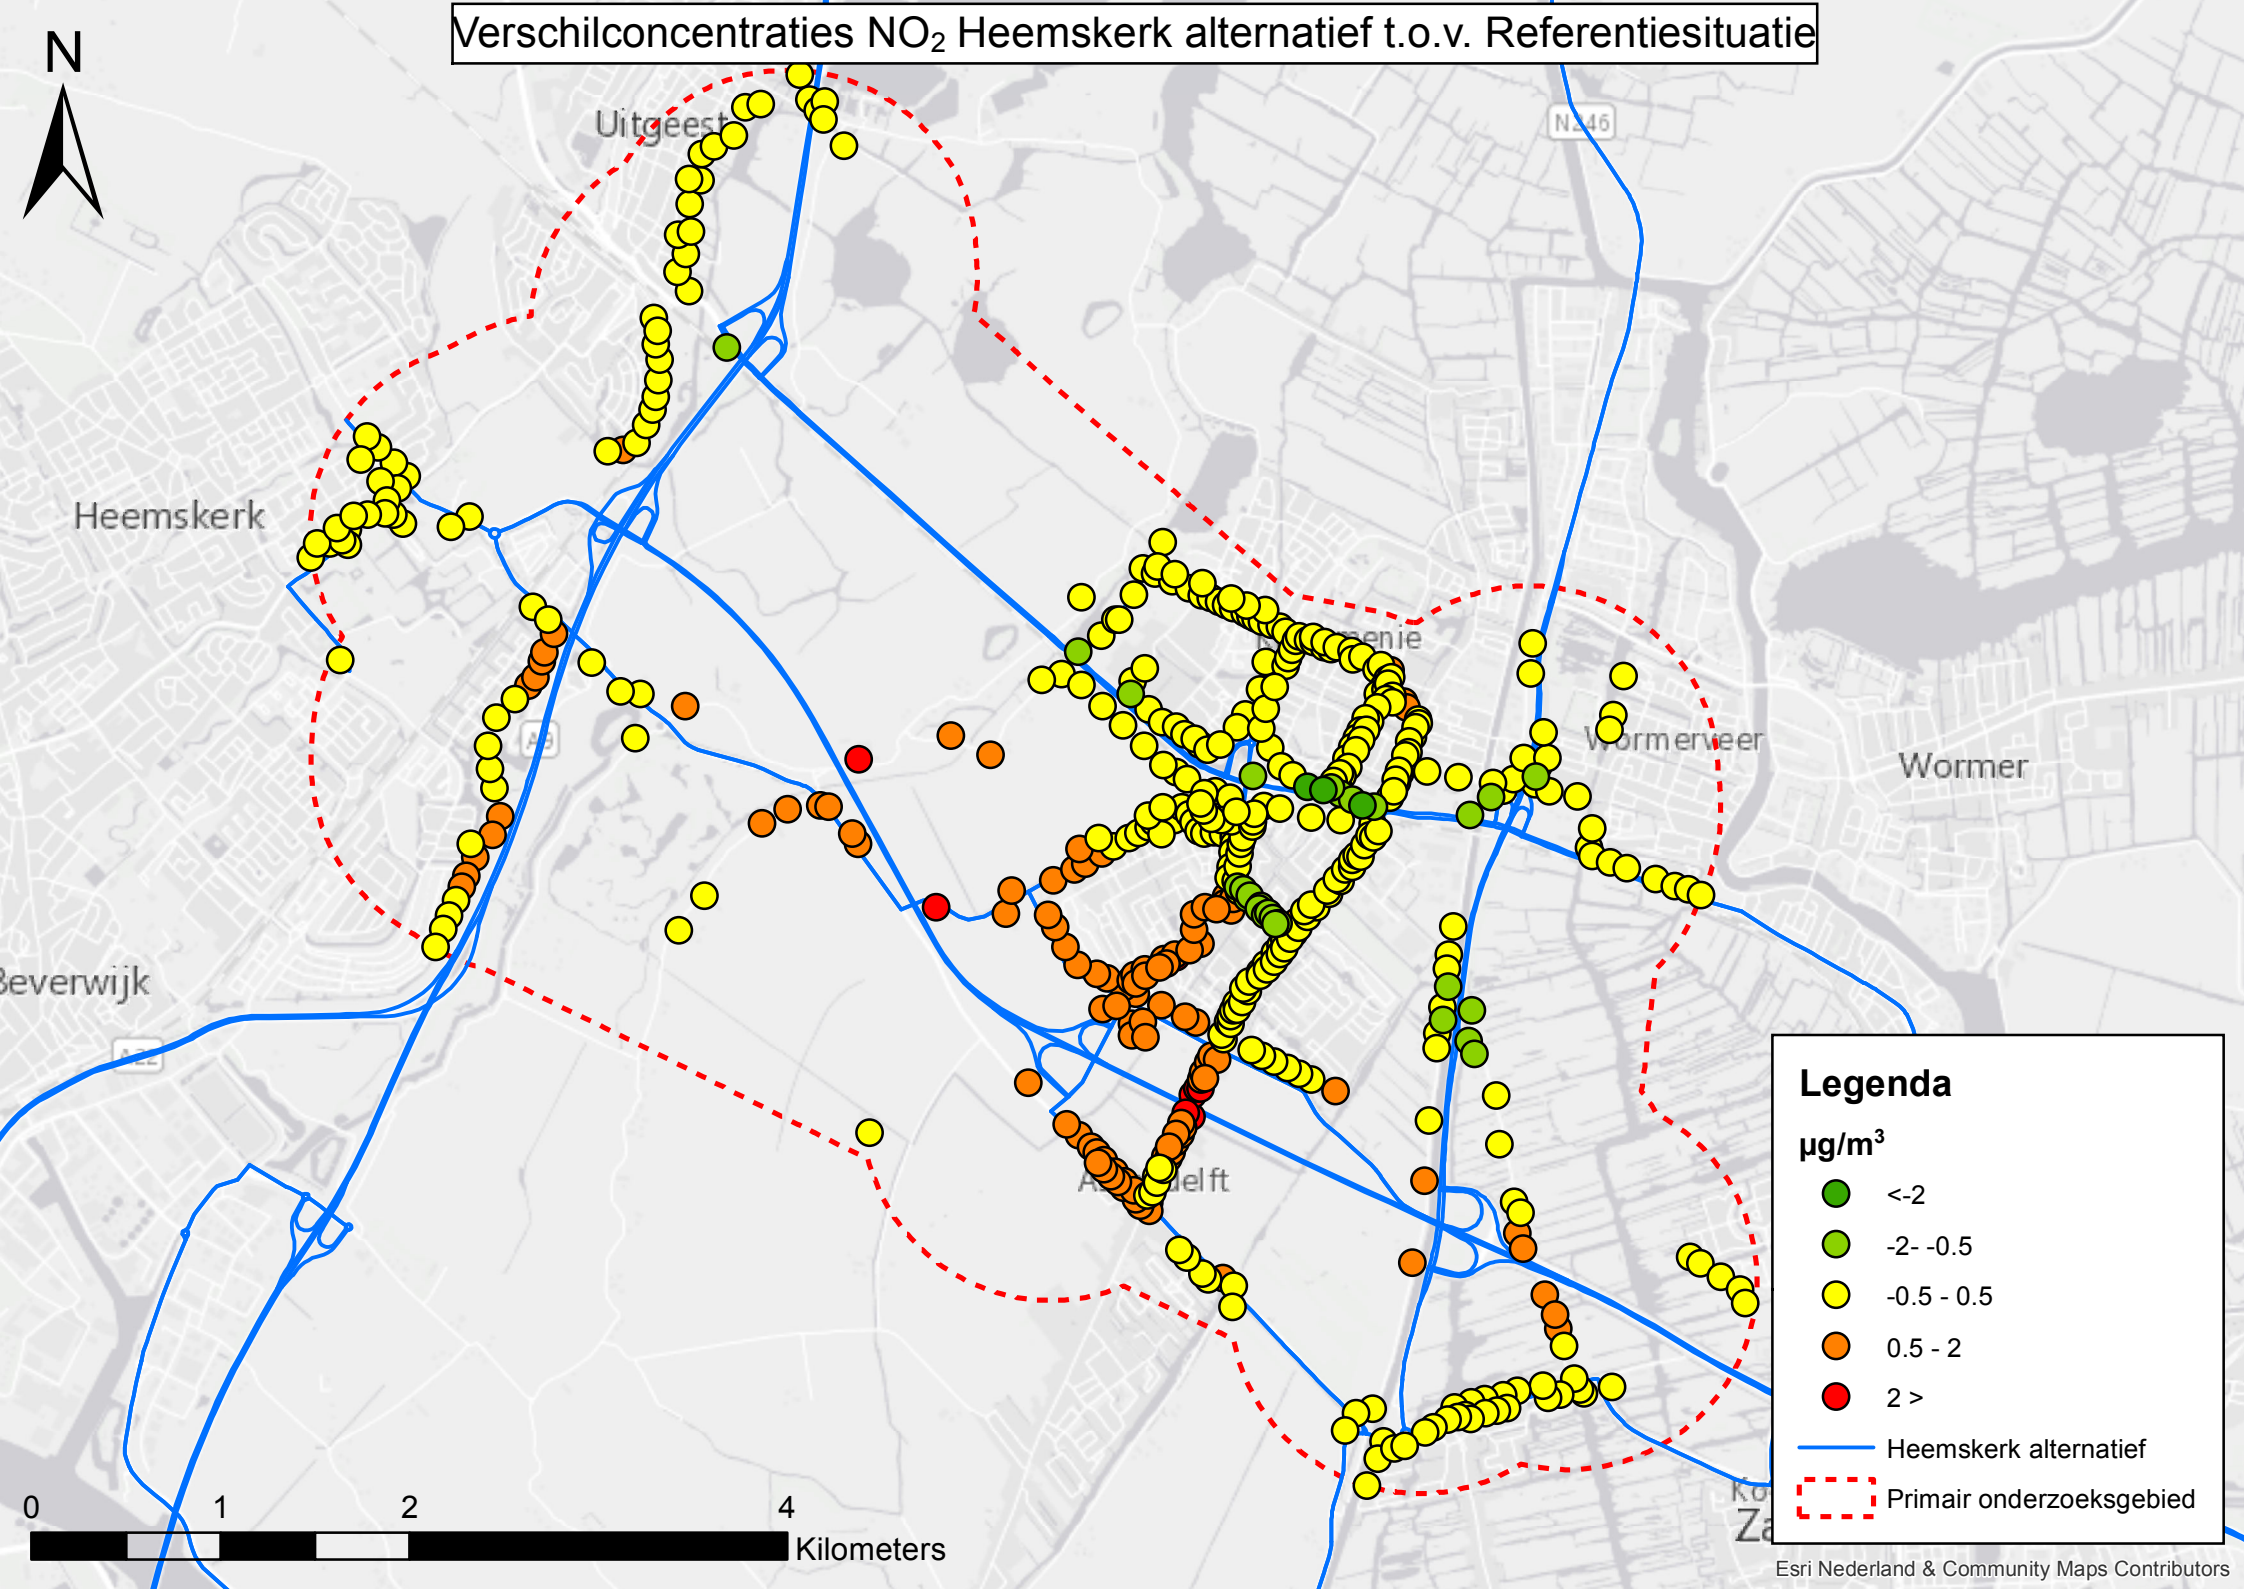 Verschilconcentraties NO₂ Heemskerk alternatief t.o.v. Referentiesituatie
N
Uitgeest
N246
Heemskerk
A9
Wormerveer
Wormer
Beverwijk
A22
Legenda
µg/m³
<-2
-2- -0.5
-0.5 - 0.5
0.5 - 2
2 >
Heemskerk alternatief
Primair onderzoeksgebied
0 1 2 4
Kilometers
Esri Nederland & Community Maps Contributors